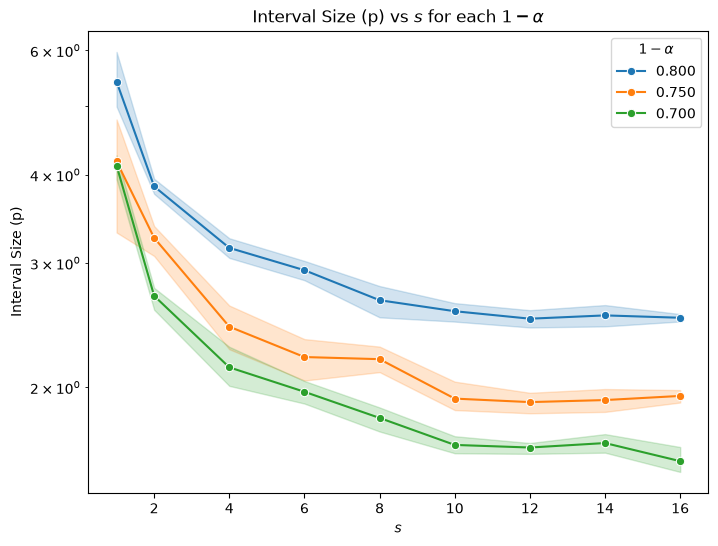 Interval Size (p) vs s for each 1 − α
6 × 10⁰
4 × 10⁰
3 × 10⁰
2 × 10⁰
Interval Size (p)
1 − α
0.800
0.750
0.700
2 4 6 8 10 12 14 16
s